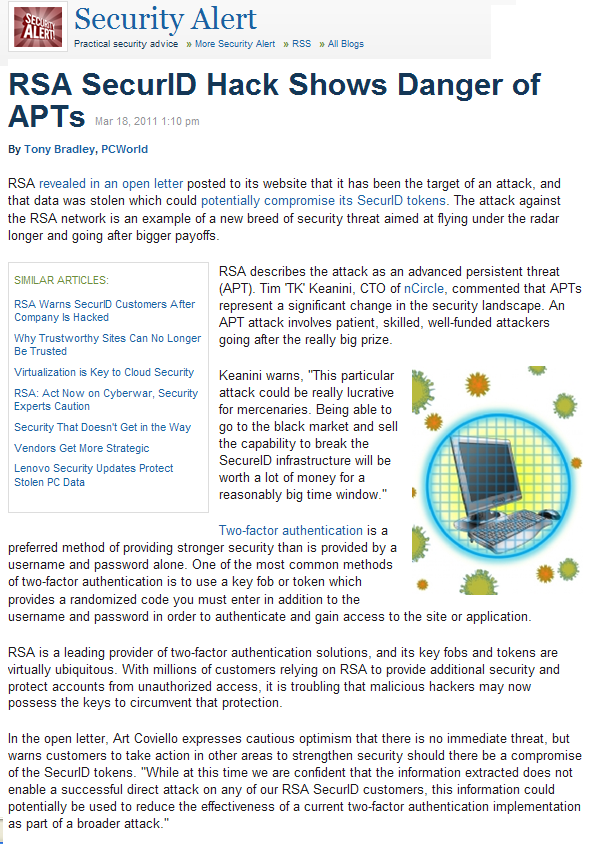 SECURITY ALERT!
Security Alert
Practical security advice » More Security Alert » RSS » All Blogs
RSA SecurID Hack Shows Danger of
APTs Mar 18, 2011 1:10 pm
By Tony Bradley, PCWorld
RSA revealed in an open letter posted to its website that it has been the target of an attack, and
that data was stolen which could potentially compromise its SecurID tokens. The attack against
the RSA network is an example of a new breed of security threat aimed at flying under the radar
longer and going after bigger payoffs.
SIMILAR ARTICLES:
RSA Warns SecurID Customers After
Company Is Hacked
Why Trustworthy Sites Can No Longer
Be Trusted
Virtualization is Key to Cloud Security
RSA: Act Now on Cyberwar, Security
Experts Caution
Security That Doesn't Get in the Way
Vendors Get More Strategic
Lenovo Security Updates Protect
Stolen PC Data
RSA describes the attack as an advanced persistent threat
(APT). Tim 'TK' Keanini, CTO of nCircle, commented that APTs
represent a significant change in the security landscape. An
APT attack involves patient, skilled, well-funded attackers
going after the really big prize.
Keanini warns, "This particular
attack could be really lucrative
for mercenaries. Being able to
go to the black market and sell
the capability to break the
SecureID infrastructure will be
worth a lot of money for a
reasonably big time window."
Two-factor authentication is a
preferred method of providing stronger security than is provided by a
username and password alone. One of the most common methods
of two-factor authentication is to use a key fob or token which
provides a randomized code you must enter in addition to the
username and password in order to authenticate and gain access to the site or application.
RSA is a leading provider of two-factor authentication solutions, and its key fobs and tokens are
virtually ubiquitous. With millions of customers relying on RSA to provide additional security and
protect accounts from unauthorized access, it is troubling that malicious hackers may now
possess the keys to circumvent that protection.
In the open letter, Art Coviello expresses cautious optimism that there is no immediate threat, but
warns customers to take action in other areas to strengthen security should there be a compromise
of the SecurID tokens. "While at this time we are confident that the information extracted does not
enable a successful direct attack on any of our RSA SecurID customers, this information could
potentially be used to reduce the effectiveness of a current two-factor authentication implementation
as part of a broader attack."